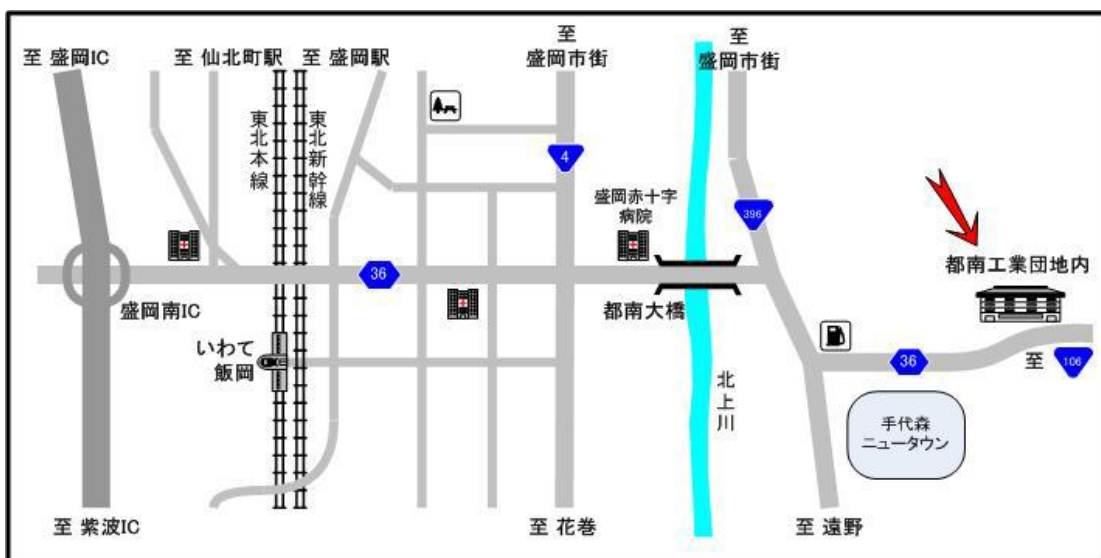 至 盛岡IC
至 仙北町駅
至 盛岡駅
至
盛岡市街
至
盛岡市街
東北本線
東北新幹線
4
盛岡赤十字
病院
396
都南工業団地内
36
盛岡南IC
都南大橋
いわて
飯岡
36
至
106
北上川
手代森
ニュータウン
至 紫波IC
至 花巻
至 遠野